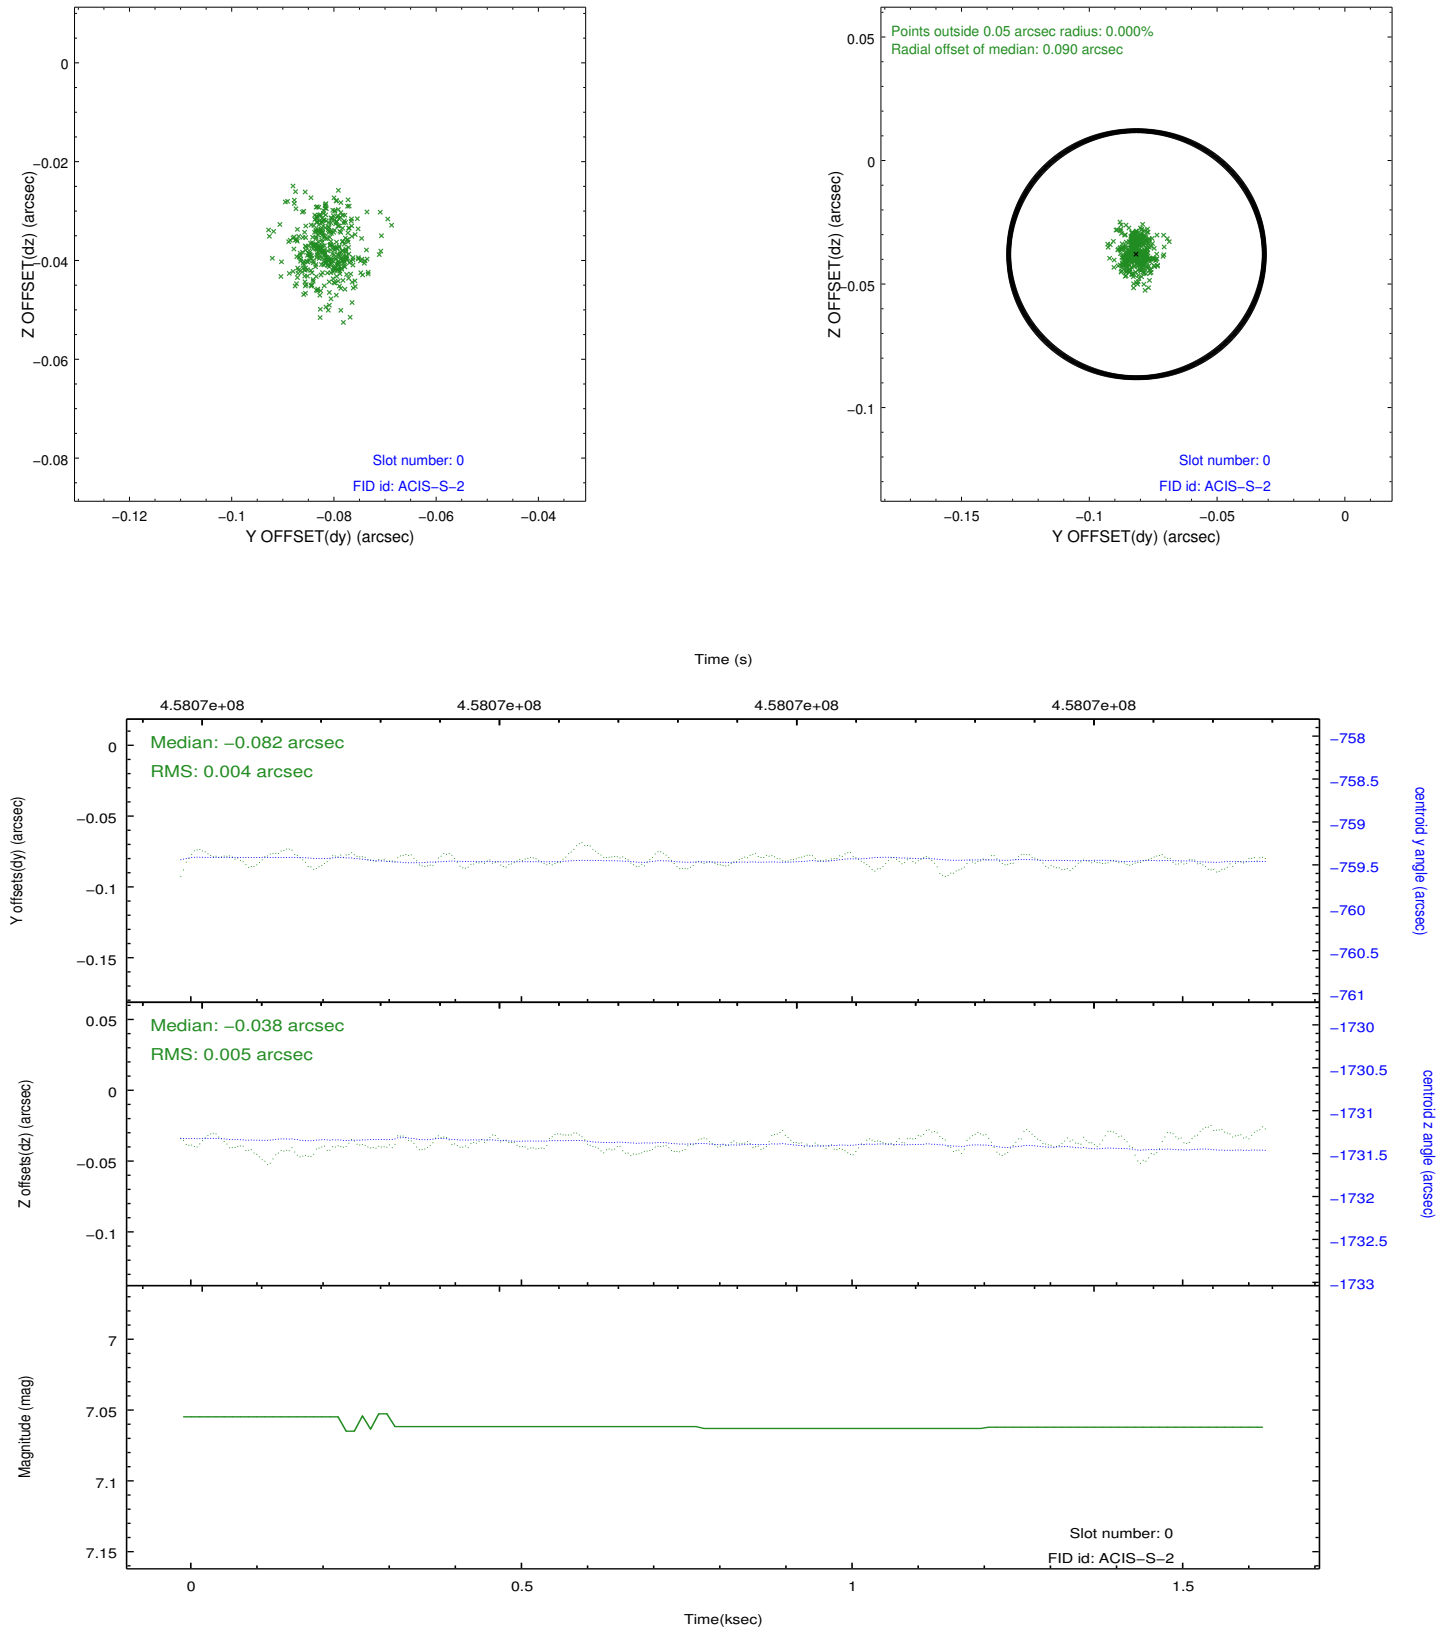 0
−0.02
−0.04
−0.06
−0.08
Z OFFSET(dz) (arcsec)
Slot number: 0
FID id: ACIS−S−2
−0.12
−0.1
−0.08
−0.06
−0.04
Y OFFSET(dy) (arcsec)
Points outside 0.05 arcsec radius: 0.000%
Radial offset of median: 0.090 arcsec
0.05
0
−0.05
−0.1
Z OFFSET(dz) (arcsec)
Slot number: 0
FID id: ACIS−S−2
−0.15
−0.1
−0.05
0
Y OFFSET(dy) (arcsec)
Time (s)
4.5807e+08
4.5807e+08
4.5807e+08
4.5807e+08
Median: −0.082 arcsec
RMS: 0.004 arcsec
0
−0.05
−0.1
−0.15
Y offsets(dy) (arcsec)
−758
−758.5
−759
−759.5
−760
−760.5
−761
centroid y angle (arcsec)
Median: −0.038 arcsec
RMS: 0.005 arcsec
0.05
0
−0.05
−0.1
Z offsets(dz) (arcsec)
−1730
−1730.5
−1731
−1731.5
−1732
−1732.5
−1733
centroid z angle (arcsec)
7
7.05
7.1
7.15
Magnitude (mag)
Slot number: 0
FID id: ACIS−S−2
0
0.5
1
1.5
Time(ksec)